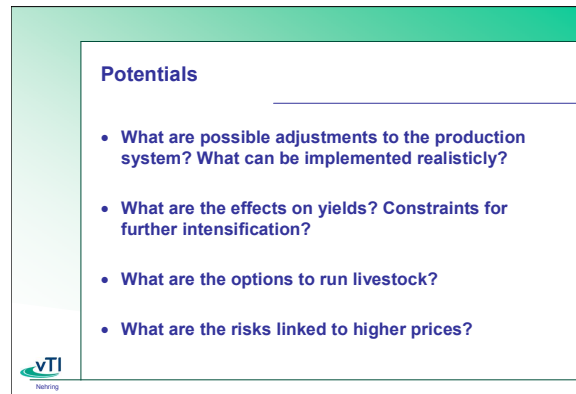 Potentials
• What are possible adjustments to the production
system? What can be implemented realisticly?
• What are the effects on yields? Constraints for
further intensification?
• What are the options to run livestock?
• What are the risks linked to higher prices?
vTI
Nehring